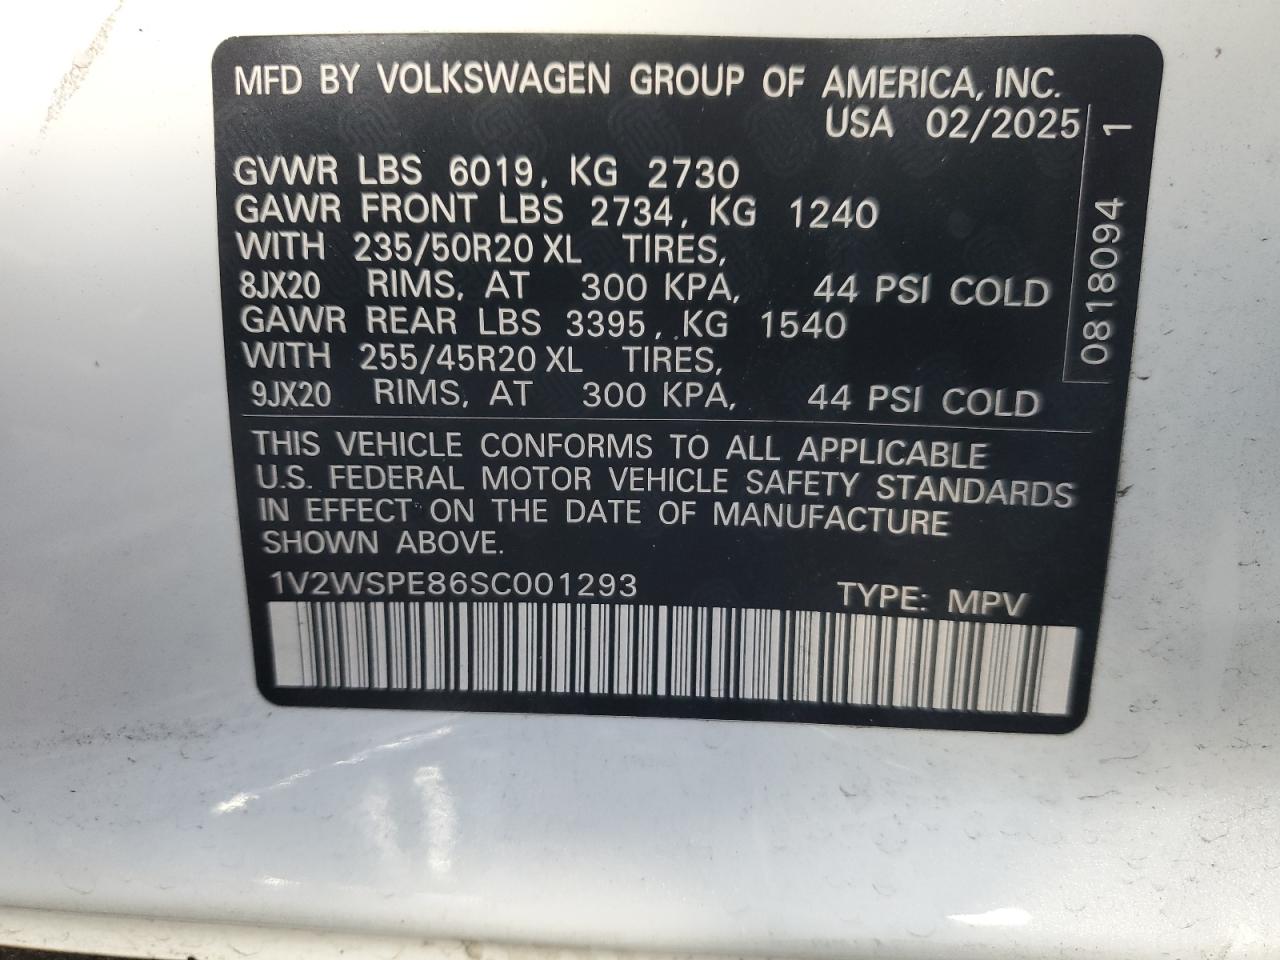 MFD BY VOLKSWAGEN GROUP OF AMERICA, INC.
USA 02/2025
GVWR LBS 6019, KG 2730
GAWR FRONT LBS 2734, KG 1240
WITH 235/50R20 XL TIRES,
8JX20 RIMS, AT 300 KPA, 44 PSI COLD
GAWR REAR LBS 3395, KG 1540
WITH 255/45R20 XL TIRES,
9JX20 RIMS, AT 300 KPA, 44 PSI COLD
0818094 1
THIS VEHICLE CONFORMS TO ALL APPLICABLE
U.S. FEDERAL MOTOR VEHICLE SAFETY STANDARDS
IN EFFECT ON THE DATE OF MANUFACTURE
SHOWN ABOVE.
1V2WSPE86SC001293 TYPE: MPV